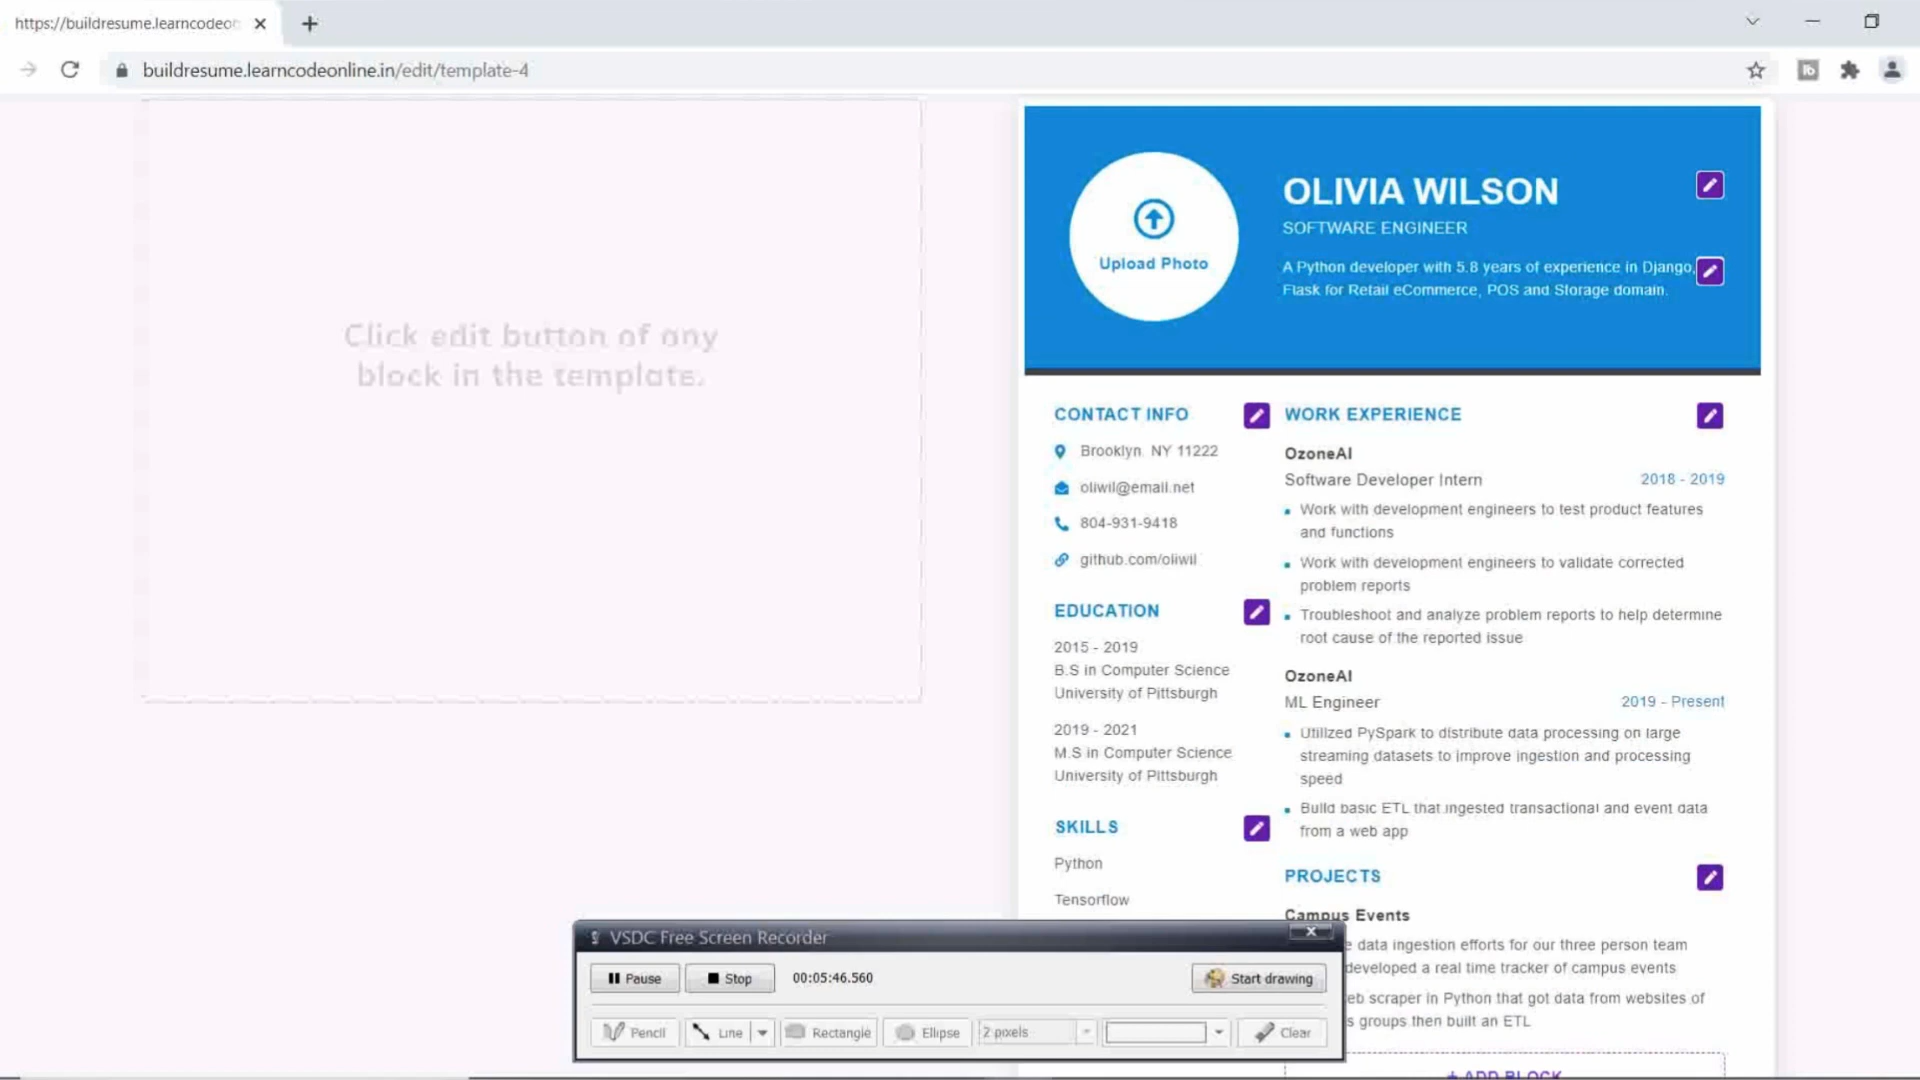 https://buildresume.learncodeon
buildresume.learncodeonline.in/edit/template-4
Click edit button of any
block in the template.
Upload Photo
OLIVIA WILSON
SOFTWARE ENGINEER
A Python developer with 5.8 years of experience in Django,
Flask for Retail eCommerce, POS and Storage domain.
CONTACT INFO
Brooklyn, NY 11222
oliwil@email.net
804-931-9418
github.com/oliwil
EDUCATION
2015 - 2019
B.S in Computer Science
University of Pittsburgh
2019 - 2021
M.S in Computer Science
University of Pittsburgh
SKILLS
Python
Tensorflow
WORK EXPERIENCE
OzoneAI
Software Developer Intern
2018 - 2019
Work with development engineers to test product features
and functions
Work with development engineers to validate corrected
problem reports
Troubleshoot and analyze problem reports to help determine
root cause of the reported issue
OzoneAI
ML Engineer
2019 - Present
Utilized PySpark to distribute data processing on large
streaming datasets to improve ingestion and processing
speed
Build basic ETL that ingested transactional and event data
from a web app
PROJECTS
Campus Events
data ingestion efforts for our three person team
developed a real time tracker of campus events
scraper in Python that got data from websites of
groups then built an ETL
+ ADD BLOCK
VSDC Free Screen Recorder
Pause
Stop
00:05:46.560
Start drawing
Pencil
Line
Rectangle
Ellipse
2 pixels
Clear